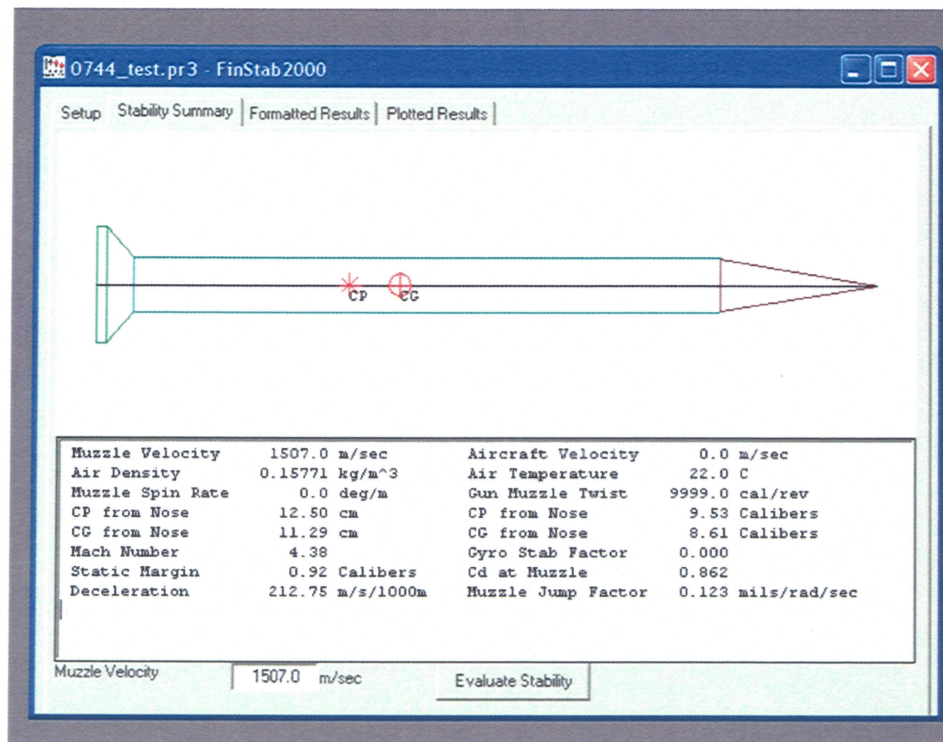 0744_test.pr3 - FinStab2000
Setup Stability Summary Formatted Results Plotted Results
CP CG
Muzzle Velocity 1507.0 m/sec Aircraft Velocity 0.0 m/sec
Air Density 0.15771 kg/m^3 Air Temperature 22.0 C
Muzzle Spin Rate 0.0 deg/m Gun Muzzle Twist 9999.0 cal/rev
CP from Nose 12.50 cm CP from Nose 9.53 Calibers
CG from Nose 11.29 cm CG from Nose 8.61 Calibers
Mach Number 4.38 Gyro Stab Factor 0.000
Static Margin 0.92 Calibers Cd at Muzzle 0.862
Deceleration 212.75 m/s/1000m Muzzle Jump Factor 0.123 mils/rad/sec
Muzzle Velocity 1507.0 m/sec Evaluate Stability